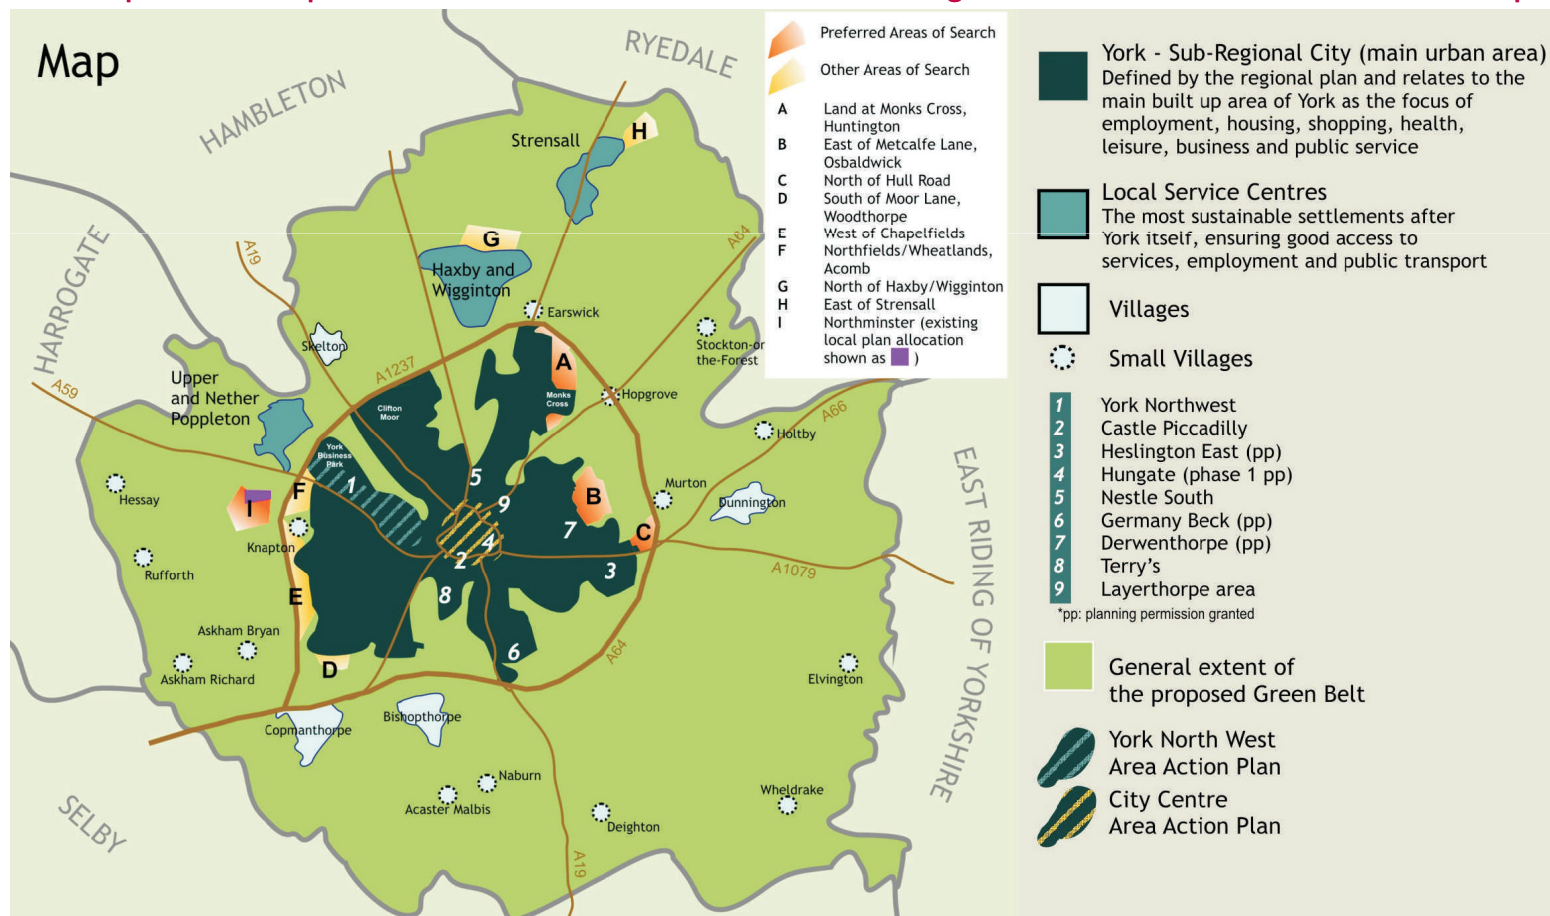 Map
HAMBLETON
RYEDALE
HARROGATE
SELBY
EAST RIDING OF YORKSHIRE
Strensall
H
G
Haxby and
Wigginton
Earswick
Skelton
Stockton-on
the-Forest
A19
A64
A1237
A59
Upper
and Nether
Poppleton
Clifton
Moor
A
Monks
Cross
Hopgrove
A66
Holtby
York
Business
Park
1
5
9
B
Murton
Dunnington
Hessay
I
F
Knapton
4
2
7
C
3
A1079
Rufforth
E
8
6
Askham Bryan
Askham Richard
D
A64
Elvington
Copmanthorpe
Bishopthorpe
Naburn
Acaster Malbis
Wheldrake
Deighton
A19
Preferred Areas of Search
Other Areas of Search
A Land at Monks Cross,
Huntington
B East of Metcalfe Lane,
Osbaldwick
C North of Hull Road
D South of Moor Lane,
Woodthorpe
E West of Chapelfields
F Northfields/Wheatlands,
Acomb
G North of Haxby/Wigginton
H East of Strensall
I Northminster (existing
local plan allocation
shown as )
York - Sub-Regional City (main urban area)
Defined by the regional plan and relates to the
main built up area of York as the focus of
employment, housing, shopping, health,
leisure, business and public service
Local Service Centres
The most sustainable settlements after
York itself, ensuring good access to
services, employment and public transport
Villages
Small Villages
1 York Northwest
2 Castle Piccadilly
3 Heslington East (pp)
4 Hungate (phase 1 pp)
5 Nestle South
6 Germany Beck (pp)
7 Derwenthorpe (pp)
8 Terry's
9 Layerthorpe area
*pp: planning permission granted
General extent of
the proposed Green Belt
York North West
Area Action Plan
City Centre
Area Action Plan